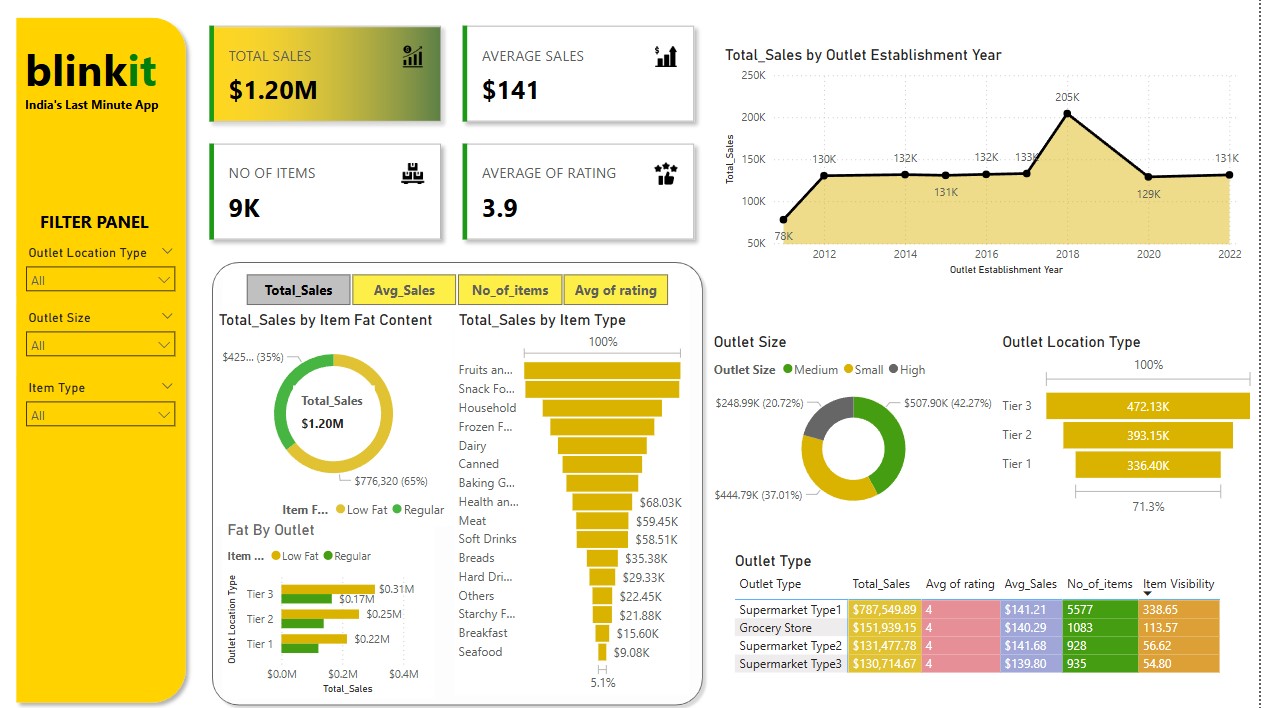 blinkit
India's Last Minute App
FILTER PANEL
Outlet Location Type
All
Outlet Size
All
Item Type
All
TOTAL SALES
$1.20M
AVERAGE SALES
$141
NO OF ITEMS
9K
AVERAGE OF RATING
3.9
Total_Sales by Outlet Establishment Year
Total_Sales
250K
200K
150K
100K
50K
78K
130K
132K
131K
132K
133K
205K
129K
131K
2012
2014
2016
2018
2020
2022
Outlet Establishment Year
Total_Sales
Avg_Sales
No_of_items
Avg of rating
Total_Sales by Item Fat Content
$425... (35%)
Total_Sales
$1.20M
$776,320 (65%)
Item F... Low Fat Regular
Fat By Outlet
Item ... Low Fat Regular
Outlet Location Type
Tier 3 $0.31M
$0.17M
Tier 2 $0.25M
Tier 1 $0.22M
$0.0M $0.2M $0.4M
Total_Sales
Total_Sales by Item Type
100%
Fruits an...
Snack Fo...
Household
Frozen F...
Dairy
Canned
Baking G...
Health an... $68.03K
Meat $59.45K
Soft Drinks $58.51K
Breads $35.38K
Hard Dri... $29.33K
Others $22.45K
Starchy F... $21.88K
Breakfast $15.60K
Seafood $9.08K
5.1%
Outlet Size
Outlet Size Medium Small High
$248.99K (20.72%)
$507.90K (42.27%)
$444.79K (37.01%)
Outlet Location Type
100%
Tier 3 472.13K
Tier 2 393.15K
Tier 1 336.40K
71.3%
Outlet Type
Outlet Type Total_Sales Avg of rating Avg_Sales No_of_items Item Visibility
Supermarket Type1 $787,549.89 4 $141.21 5577 338.65
Grocery Store $151,939.15 4 $140.29 1083 113.57
Supermarket Type2 $131,477.78 4 $141.68 928 56.62
Supermarket Type3 $130,714.67 4 $139.80 935 54.80